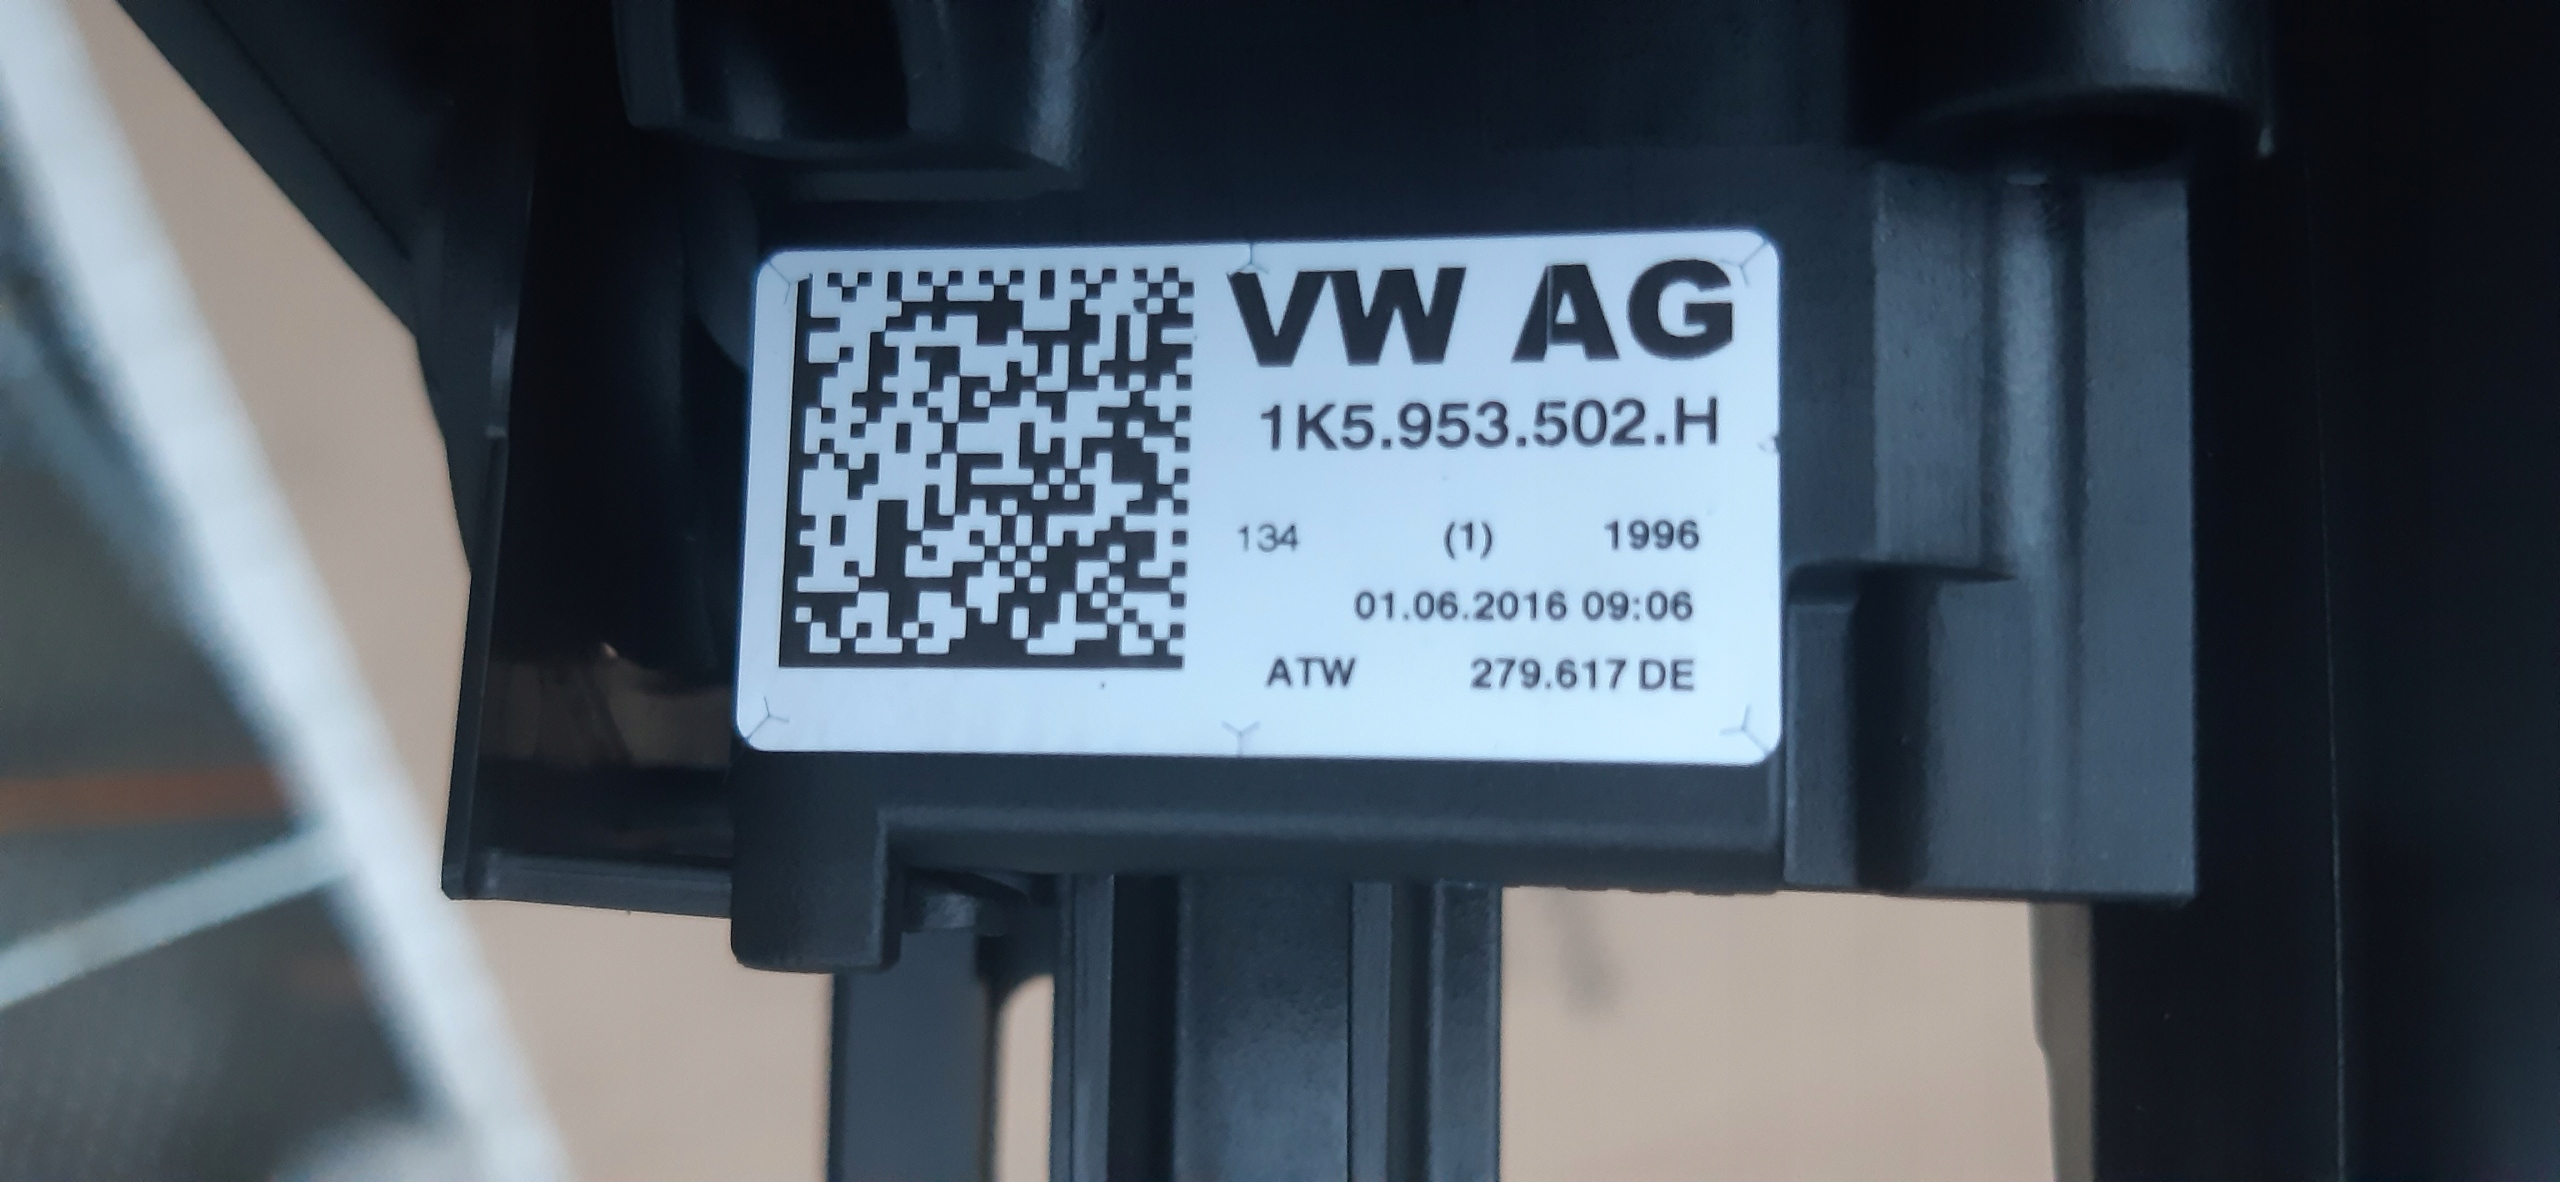 VW AG
1K5.953.502.H
134 (1) 1996
01.06.2016 09:06
ATW 279.617 DE